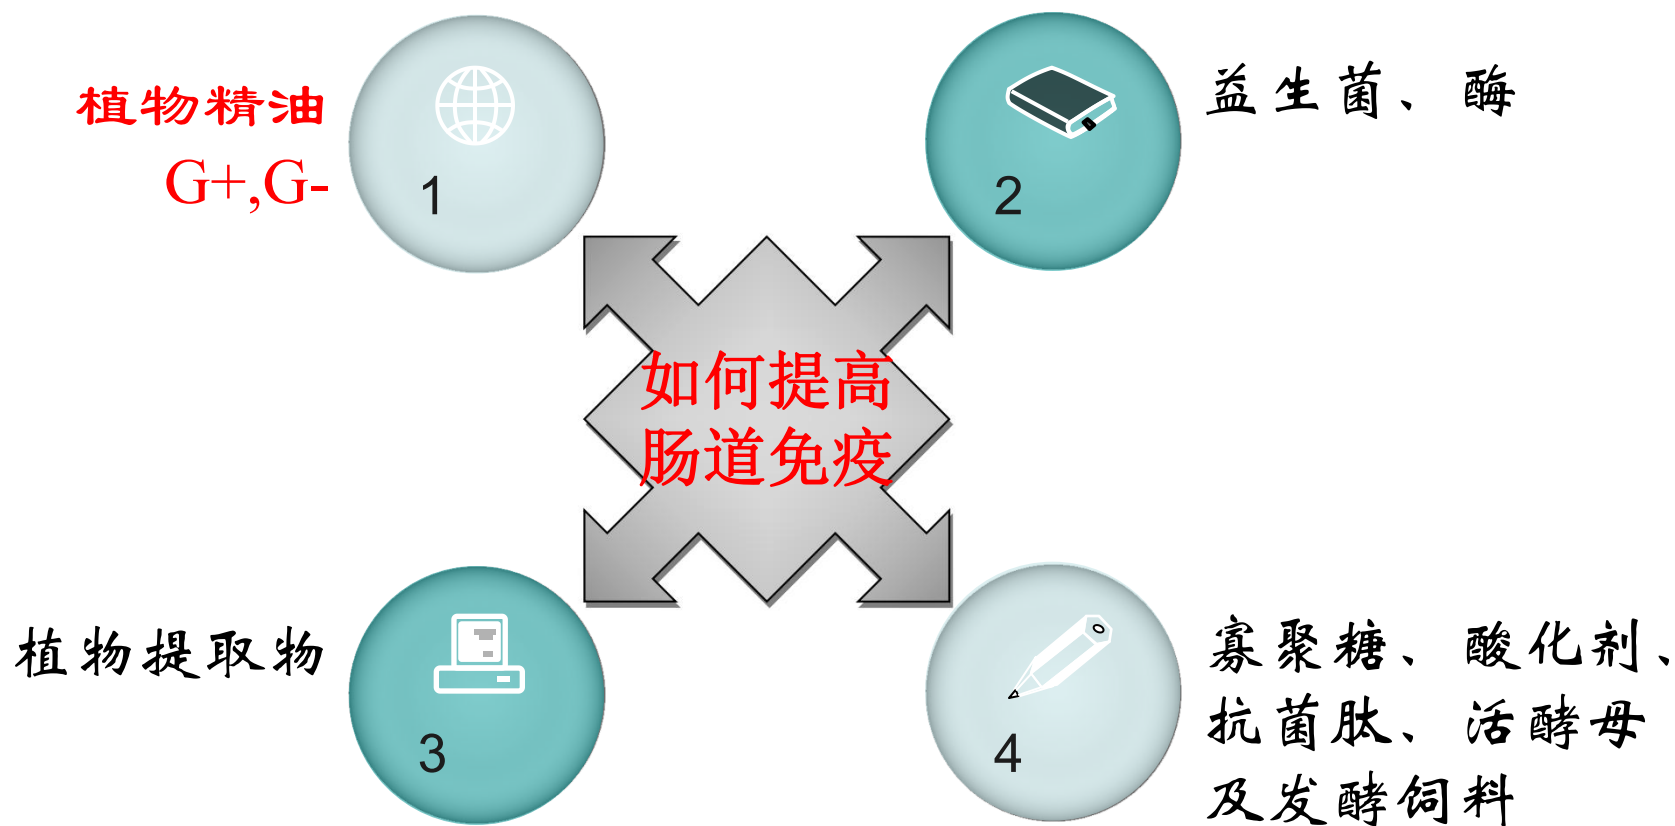 植物精油
G+,G-
1
2
益生菌、酶
如何提高
肠道免疫
植物提取物
3
4
寡聚糖、酸化剂、
抗菌肽、活酵母
及发酵饲料